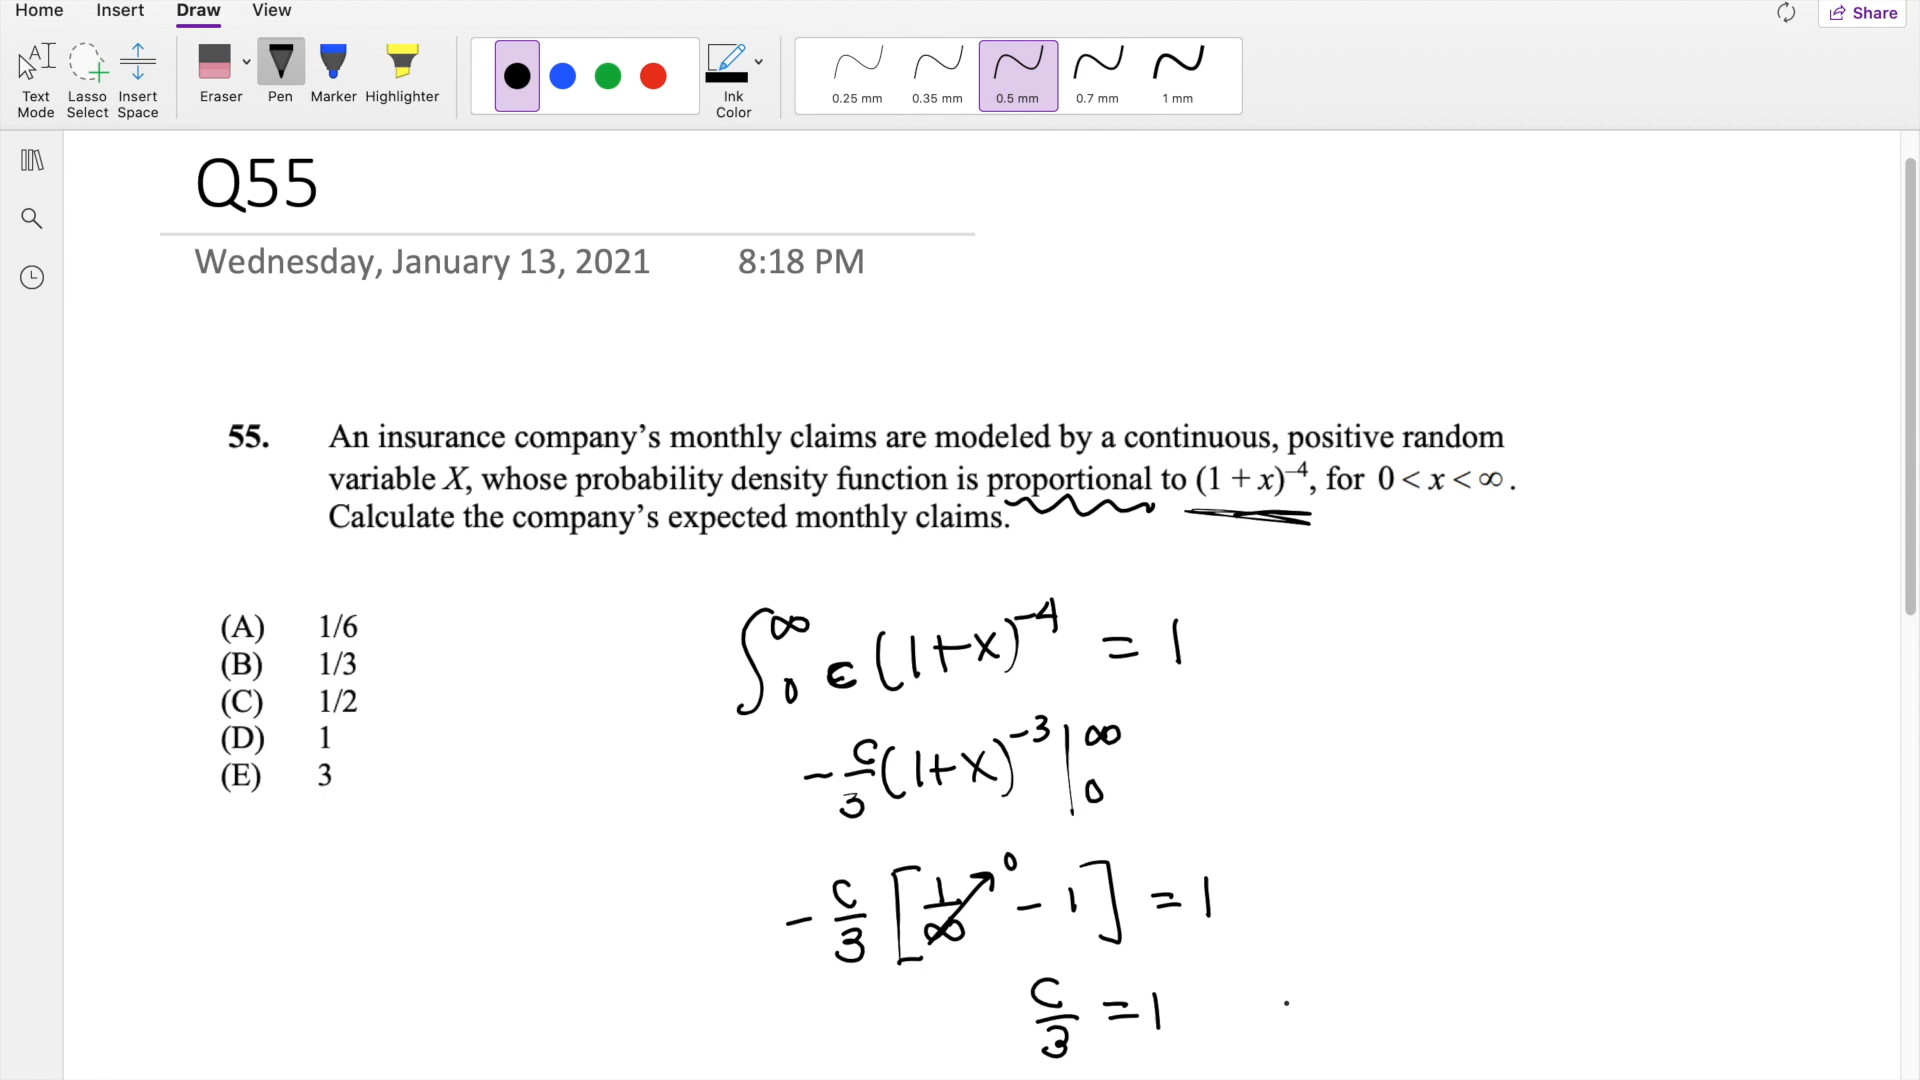 Home Insert Draw View Share
Text Mode Lasso Select Insert Space Eraser Pen Marker Highlighter Ink Color 0.25 mm 0.35 mm 0.5 mm 0.7 mm 1 mm
Q55
Wednesday, January 13, 2021 8:18 PM
55. An insurance company’s monthly claims are modeled by a continuous, positive random
variable X, whose probability density function is proportional to (1 + x)⁻⁴, for 0 < x < ∞.
Calculate the company’s expected monthly claims.
(A) 1/6
(B) 1/3
(C) 1/2
(D) 1
(E) 3
∫₀^∞ c(1+x)⁻⁴ = 1
-c/3 (1+x)⁻³ |₀^∞
-c/3 [1/∞ ↗ 0 - 1] = 1
c/3 = 1